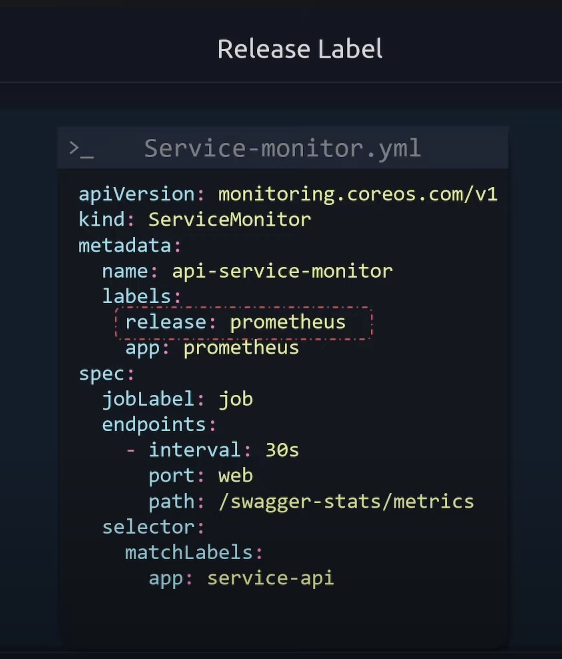 Release Label
>_ Service-monitor.yml
apiVersion: monitoring.coreos.com/v1
kind: ServiceMonitor
metadata:
  name: api-service-monitor
  labels:
    release: prometheus
    app: prometheus
spec:
  jobLabel: job
  endpoints:
    - interval: 30s
      port: web
      path: /swagger-stats/metrics
  selector:
    matchLabels:
      app: service-api